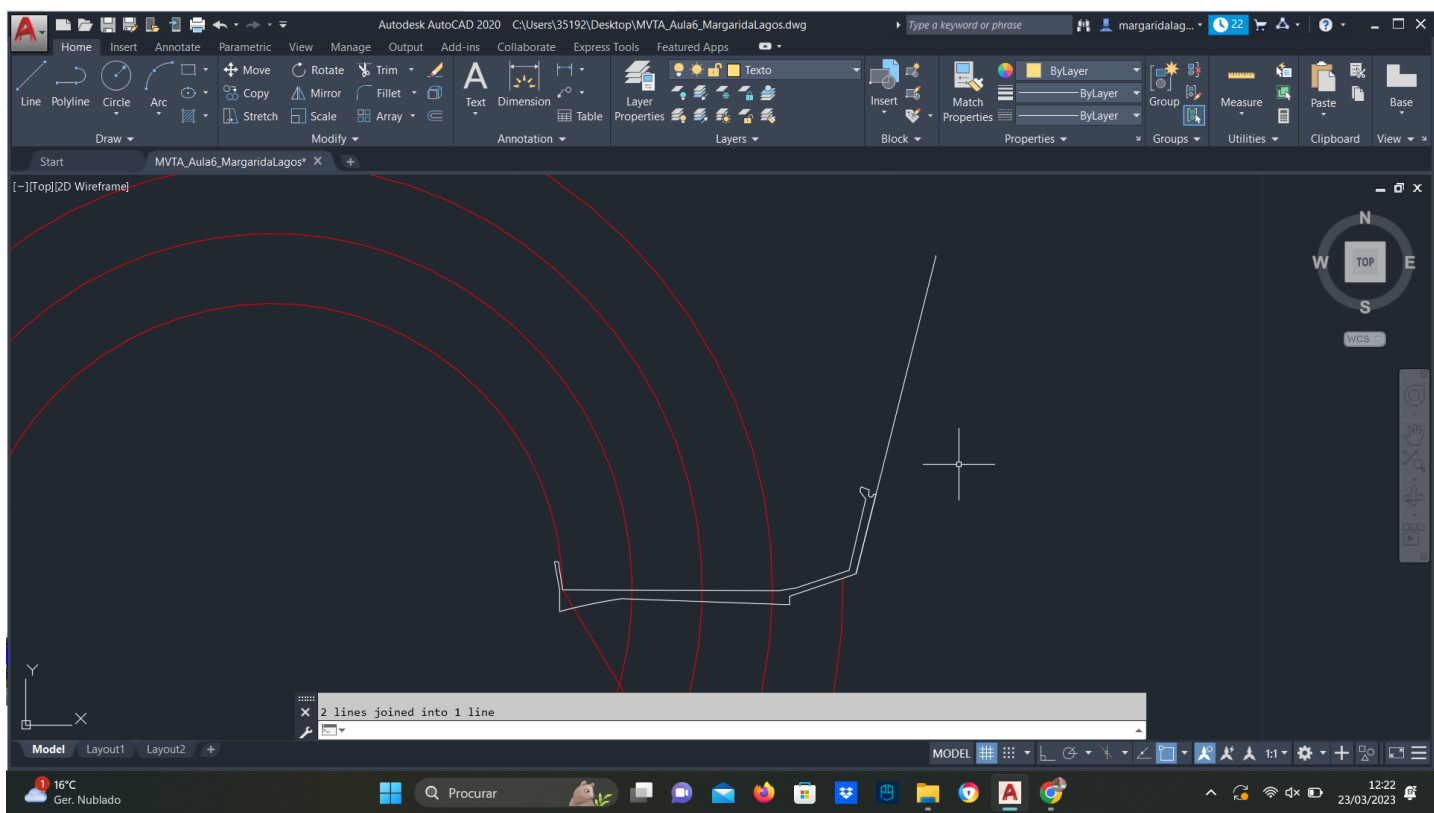 Autodesk AutoCAD 2020 C:\Users\35192\Desktop\MVTA_Aula6_MargaridaLagos.dwg Type a keyword or phrase margaridalag... 22
Home Insert Annotate Parametric View Manage Output Add-ins Collaborate Express Tools Featured Apps
Move Rotate Trim Texto ByLayer
Copy Mirror Fillet ByLayer
Line Polyline Circle Arc Text Dimension Layer Insert Match Group Measure Paste Base
Stretch Scale Array Table Properties Properties ByLayer
Draw Modify Annotation Layers Block Properties Groups Utilities Clipboard View
Start MVTA_Aula6_MargaridaLagos*
[−][Top][2D Wireframe]
N
W TOP E
S
WCS
Y
X
2 lines joined into 1 line
Model Layout1 Layout2 MODEL 1:1
1 16°C
Ger. Nublado
Procurar
12:22
23/03/2023